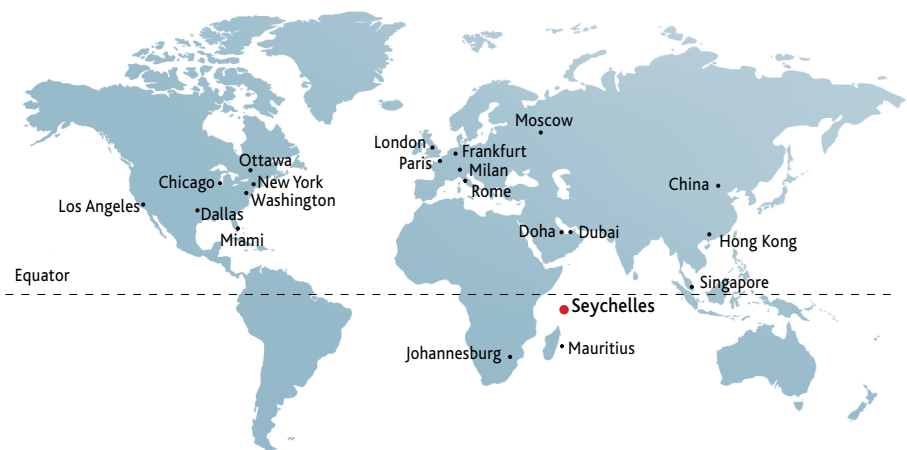 Moscow
London
Frankfurt
Paris
Ottawa
Milan
Chicago
New York
China
Rome
Washington
Los Angeles
Dallas
Doha
Dubai
Miami
Hong Kong
Equator
Singapore
Seychelles
Mauritius
Johannesburg